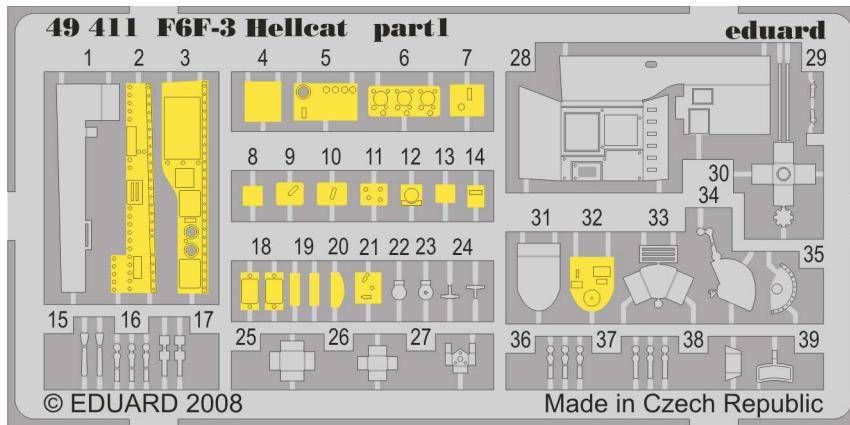 49 411 F6F-3 Hellcat part1 eduard
1 2 3 4 5 6 7 28 29
8 9 10 11 12 13 14 30
31 32 33 34
18 19 20 21 22 23 24 35
15 16 17 25 26 27 36 37 38 39
© EDUARD 2008 Made in Czech Republic